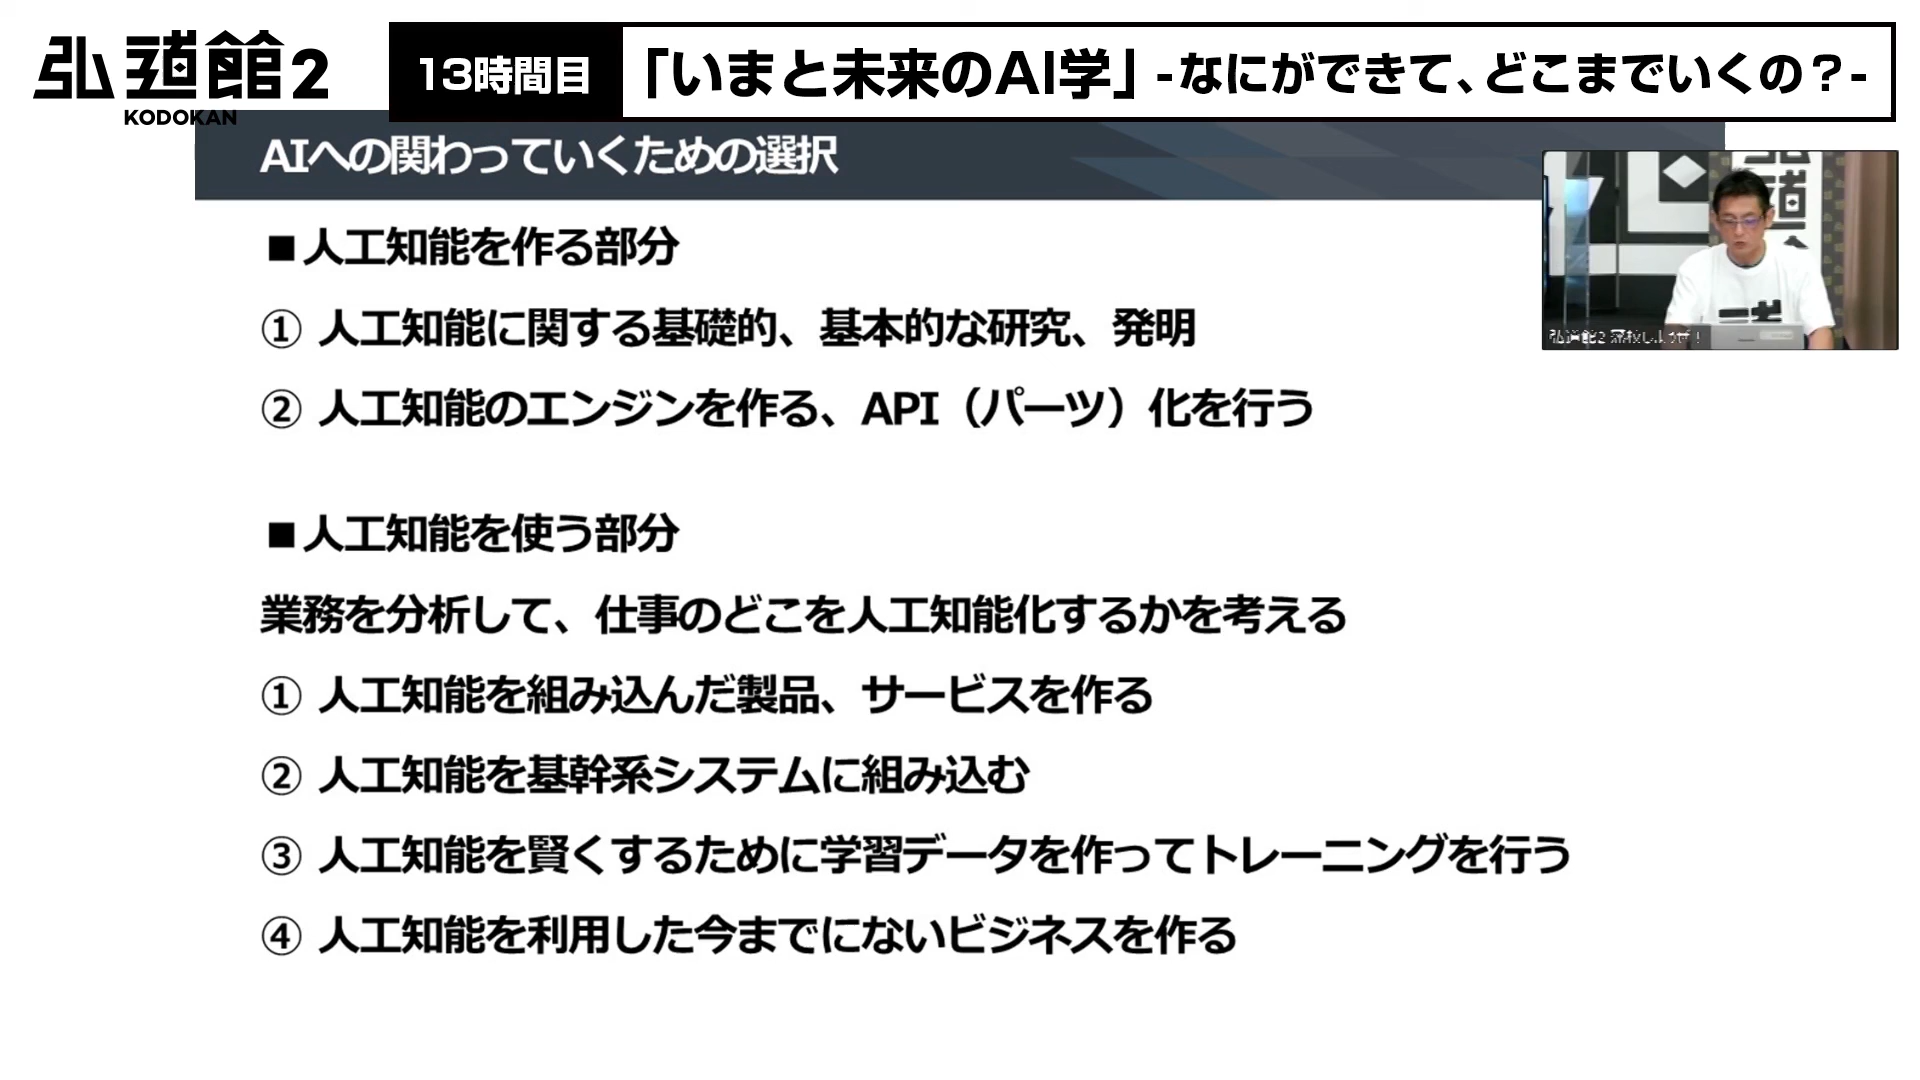 弘道館2
KODOKAN
13時間目
「いまと未来のAI学」-なにができて、どこまでいくの？-
AIへの関わっていくための選択
■人工知能を作る部分
① 人工知能に関する基礎的、基本的な研究、発明
② 人工知能のエンジンを作る、API（パーツ）化を行う
■人工知能を使う部分
業務を分析して、仕事のどこを人工知能化するかを考える
① 人工知能を組み込んだ製品、サービスを作る
② 人工知能を基幹系システムに組み込む
③ 人工知能を賢くするために学習データを作ってトレーニングを行う
④ 人工知能を利用した今までにないビジネスを作る